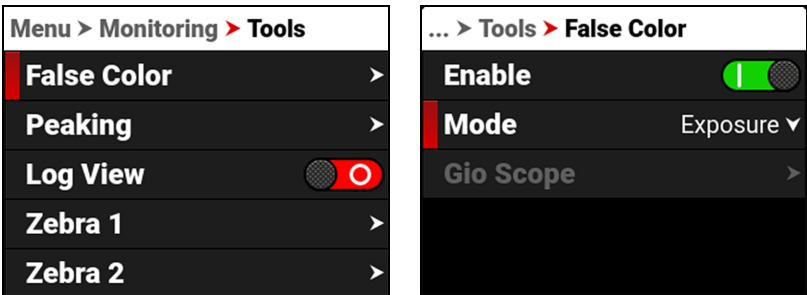 Menu > Monitoring > Tools
False Color >
Peaking >
Log View
Zebra 1 >
Zebra 2 >
... > Tools > False Color
Enable
Mode Exposure
Gio Scope >